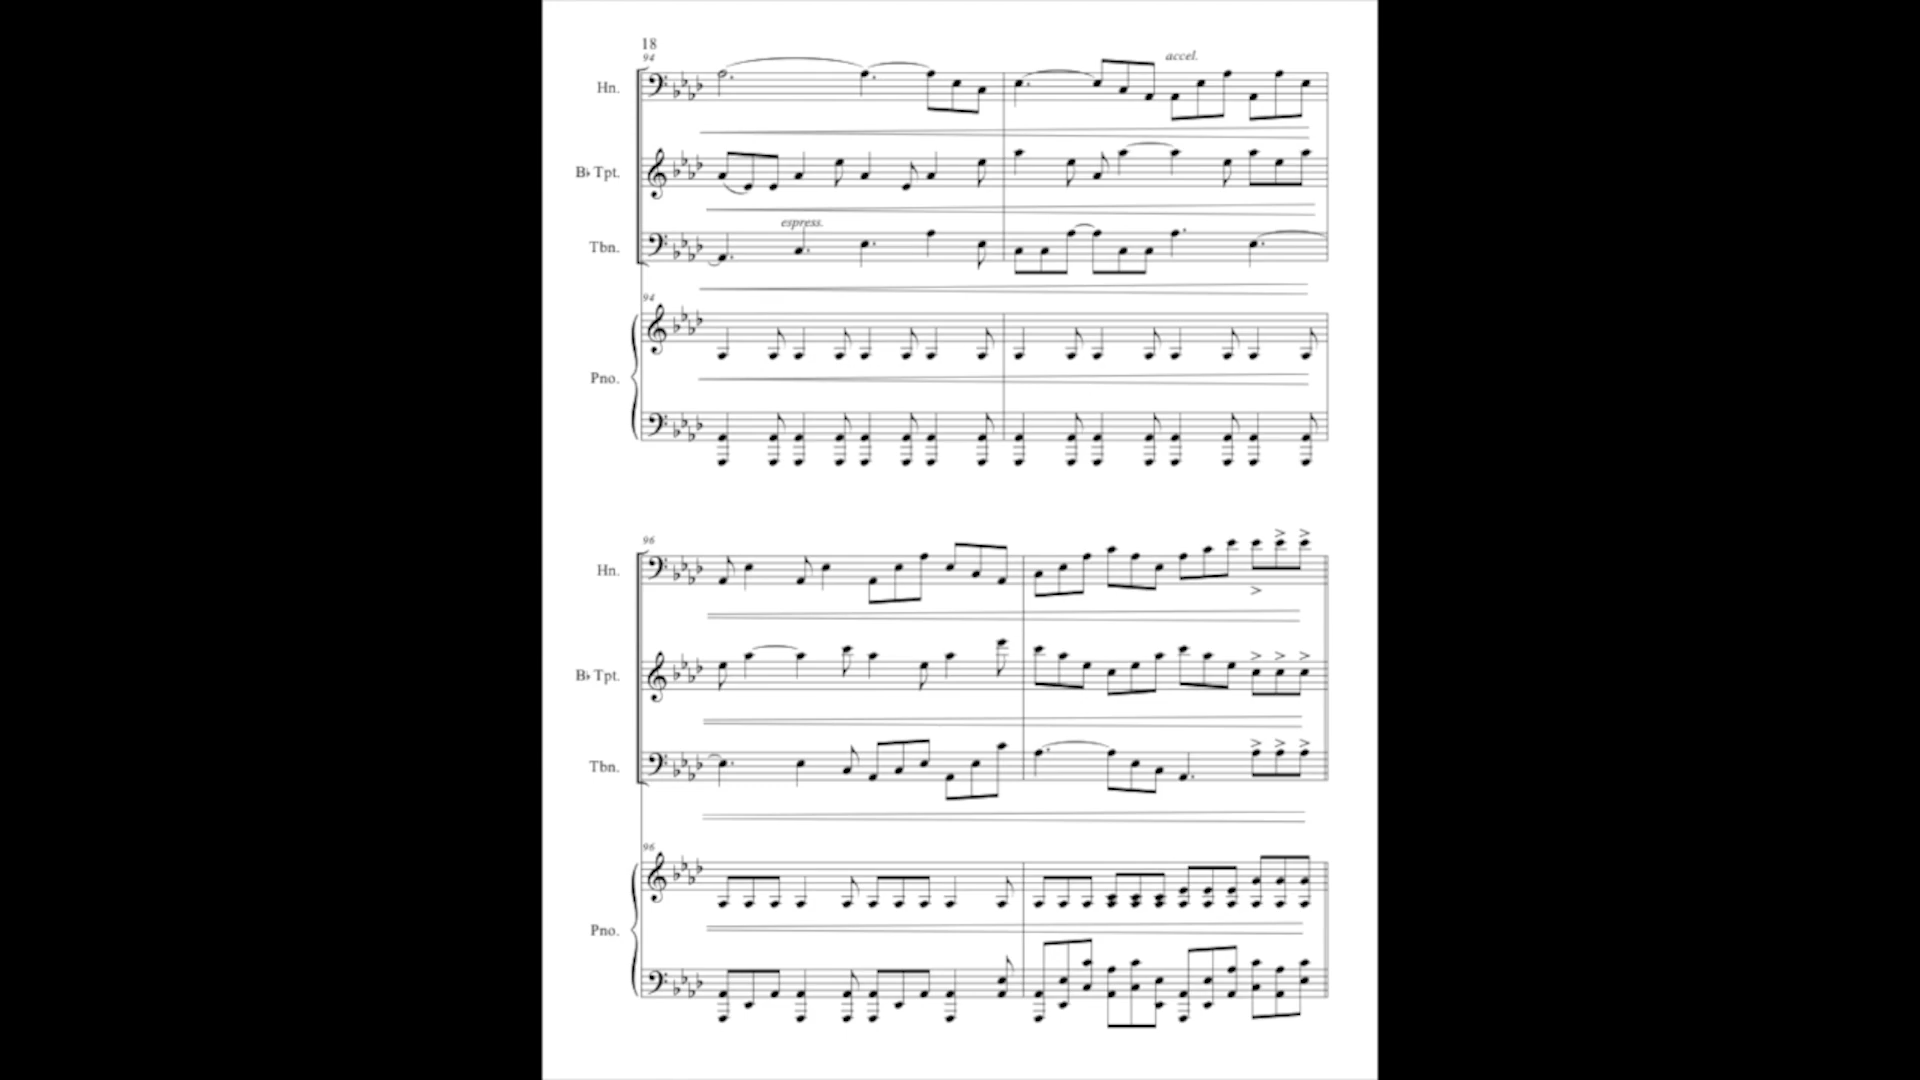 18
94
accel.
Hn.
B♭ Tpt.
espress.
Tbn.
94
Pno.
96
Hn.
B♭ Tpt.
Tbn.
96
Pno.